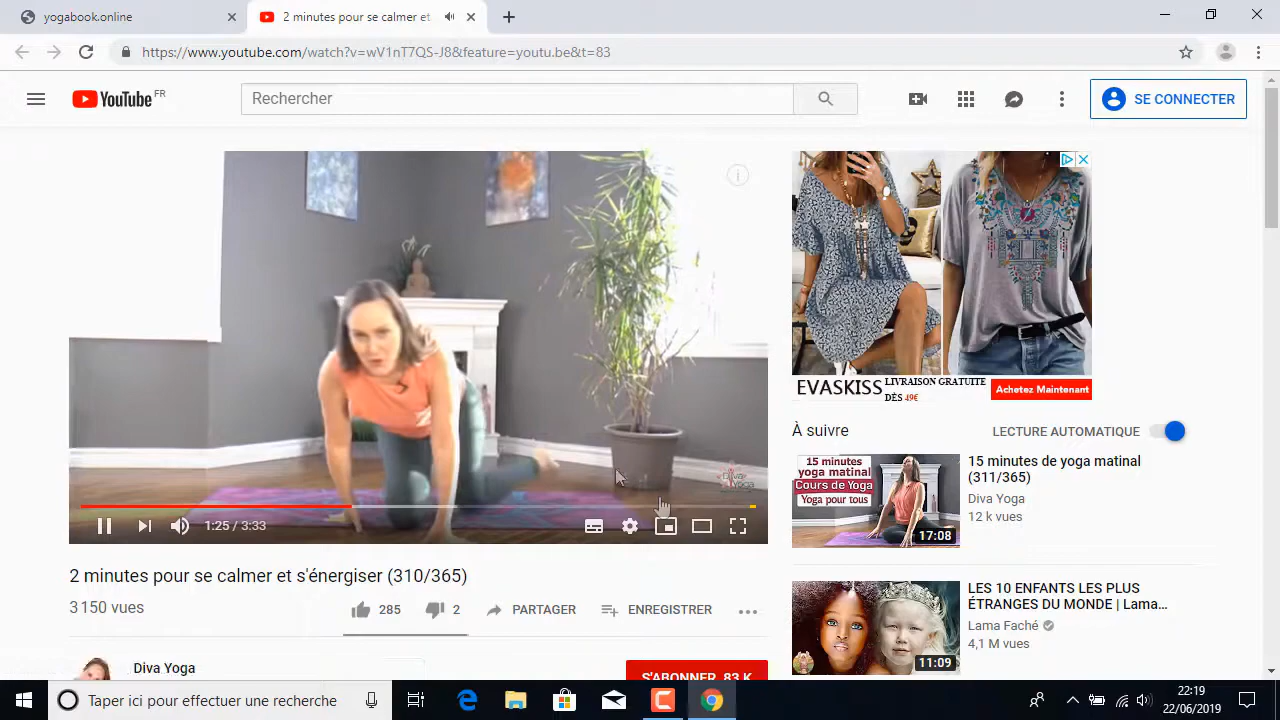 yogabook.online
2 minutes pour se calmer et
https://www.youtube.com/watch?v=wV1nT7QS-J8&feature=youtu.be&t=83
YouTube FR
Rechercher
SE CONNECTER
EVASKISS
LIVRAISON GRATUITE
DÈS 49€
Achetez Maintenant
À suivre
LECTURE AUTOMATIQUE
15 minutes
yoga matinal
Cours de Yoga
Yoga pour tous
17:08
15 minutes de yoga matinal
(311/365)
Diva Yoga
12 k vues
Diva
Yoga
1:25 / 3:33
2 minutes pour se calmer et s'énergiser (310/365)
3 150 vues
285
2
PARTAGER
ENREGISTRER
11:09
LES 10 ENFANTS LES PLUS
ÉTRANGES DU MONDE | Lama...
Lama Faché
4,1 M vues
Diva Yoga
S'ABONNER 83 K
Taper ici pour effectuer une recherche
22:19
22/06/2019